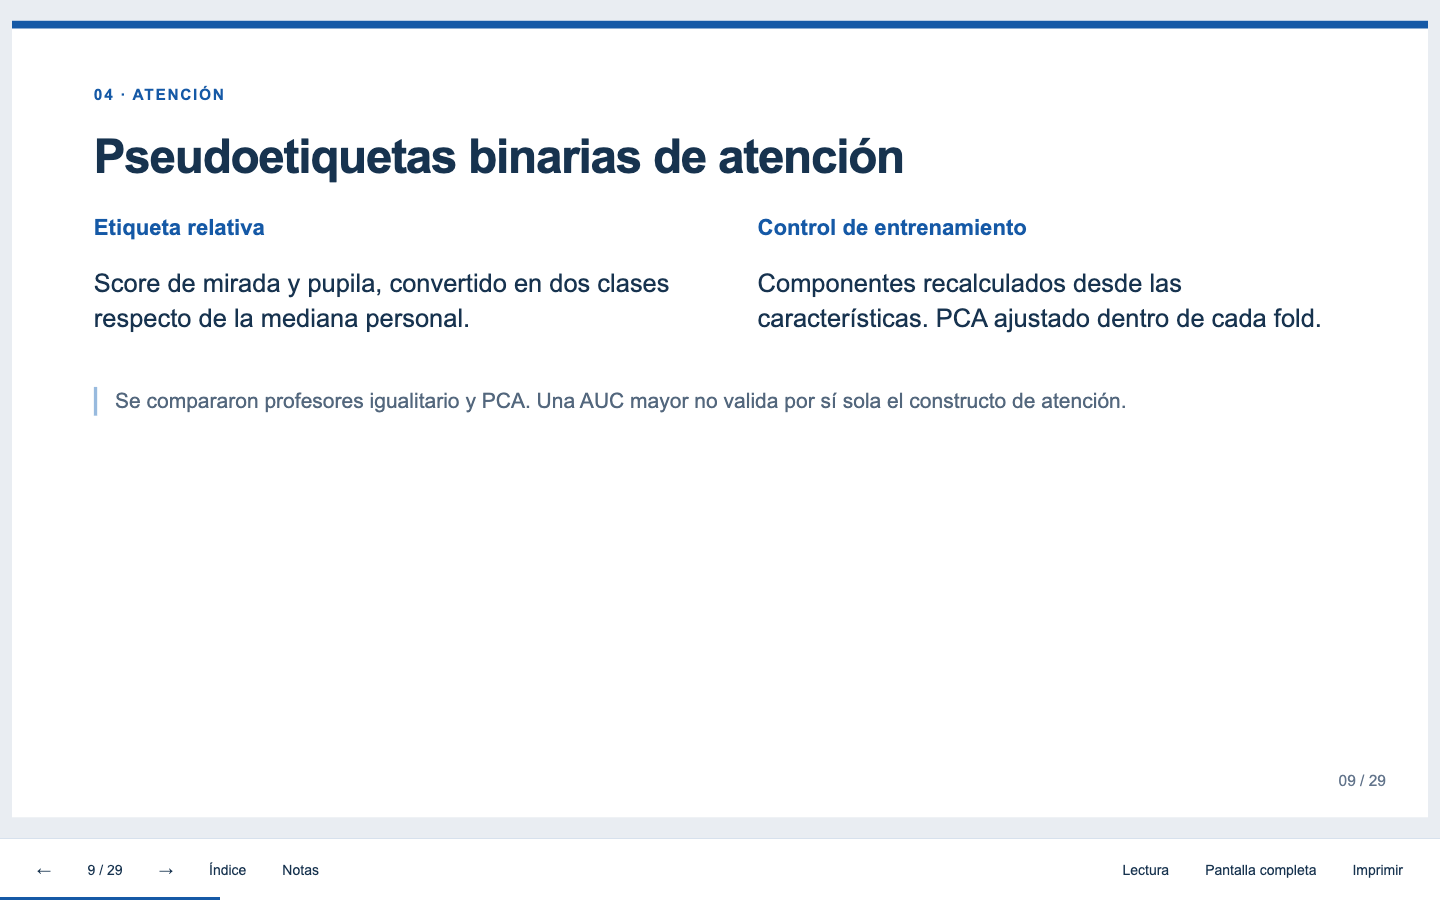 04 · ATENCIÓN
Pseudoetiquetas binarias de atención
Etiqueta relativa
Score de mirada y pupila, convertido en dos clases
respecto de la mediana personal.
Control de entrenamiento
Componentes recalculados desde las
características. PCA ajustado dentro de cada fold.
Se compararon profesores igualitario y PCA. Una AUC mayor no valida por sí sola el constructo de atención.
09 / 29
← 9 / 29 → Índice Notas Lectura Pantalla completa Imprimir